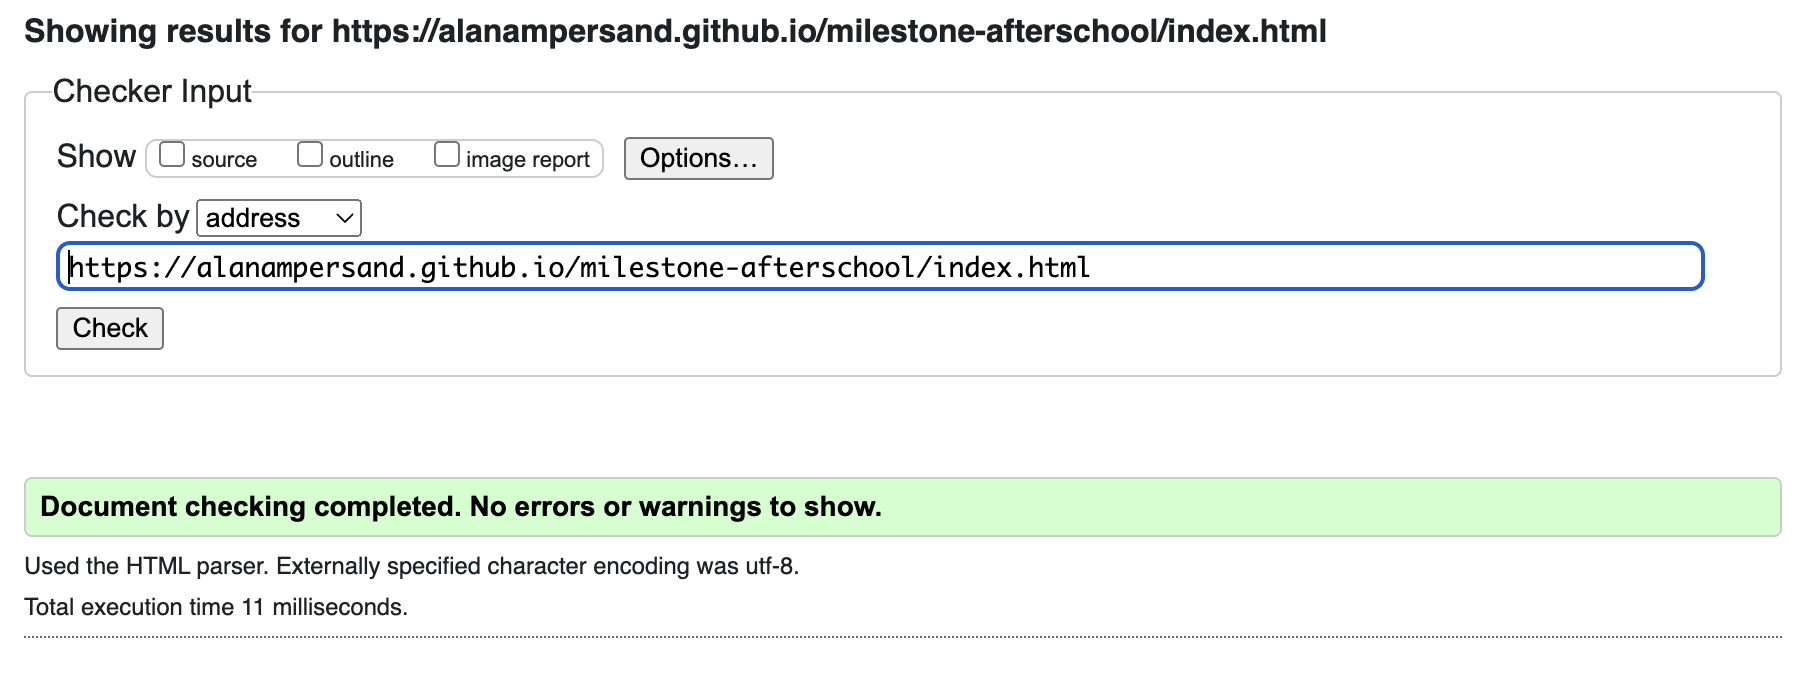 Showing results for https://alanampersand.github.io/milestone-afterschool/index.html
Checker Input
Show source outline image report Options…
Check by address
https://alanampersand.github.io/milestone-afterschool/index.html
Check
Document checking completed. No errors or warnings to show.
Used the HTML parser. Externally specified character encoding was utf-8.
Total execution time 11 milliseconds.